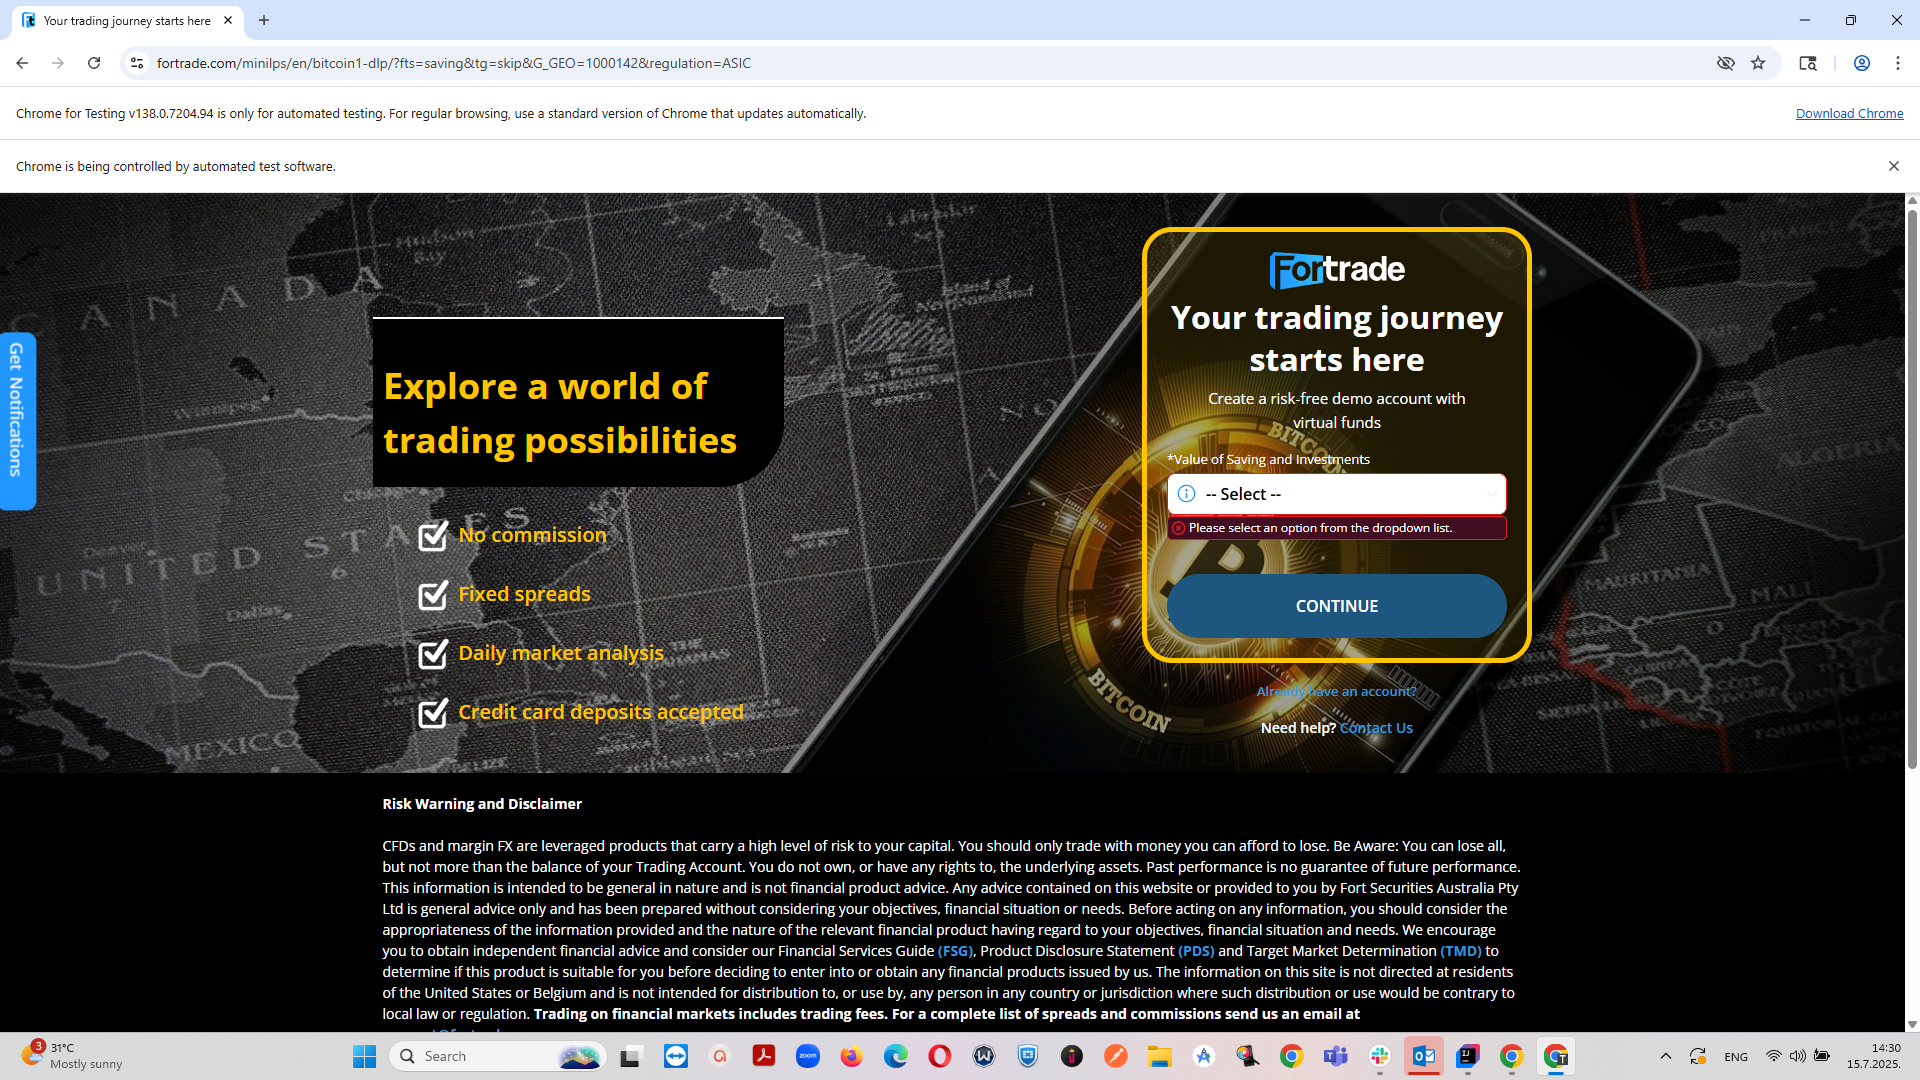 Your trading journey starts here
fortrade.com/minilps/en/bitcoin1-dlp/?fts=saving&tg=skip&G_GEO=1000142&regulation=ASIC
Chrome for Testing v138.0.7204.94 is only for automated testing. For regular browsing, use a standard version of Chrome that updates automatically.
Download Chrome
Chrome is being controlled by automated test software.
Get Notifications
Hudson
Bay
Labrador
Sea
CANADA
UNITED STATES
Denver
Dallas
Chicago
MEXICO
Explore a world of
trading possibilities
No commission
Fixed spreads
Daily market analysis
Credit card deposits accepted
Fortrade
Your trading journey
starts here
Create a risk-free demo account with
virtual funds
*Value of Saving and Investments
-- Select --
Please select an option from the dropdown list.
CONTINUE
BITCOIN
BITCOIN
Already have an account?
Need help? Contact Us
MAURITANIA
MALI
ALGERIA
Risk Warning and Disclaimer
CFDs and margin FX are leveraged products that carry a high level of risk to your capital. You should only trade with money you can afford to lose. Be Aware: You can lose all,
but not more than the balance of your Trading Account. You do not own, or have any rights to, the underlying assets. Past performance is no guarantee of future performance.
This information is intended to be general in nature and is not financial product advice. Any advice contained on this website or provided to you by Fort Securities Australia Pty
Ltd is general advice only and has been prepared without considering your objectives, financial situation or needs. Before acting on any information, you should consider the
appropriateness of the information provided and the nature of the relevant financial product having regard to your objectives, financial situation and needs. We encourage
you to obtain independent financial advice and consider our Financial Services Guide (FSG), Product Disclosure Statement (PDS) and Target Market Determination (TMD) to
determine if this product is suitable for you before deciding to enter into or obtain any financial products issued by us. The information on this site is not directed at residents
of the United States or Belgium and is not intended for distribution to, or use by, any person in any country or jurisdiction where such distribution or use would be contrary to
local law or regulation. Trading on financial markets includes trading fees. For a complete list of spreads and commissions send us an email at
3
31°C
Mostly sunny
Search
zoom
ENG
14:30
15.7.2025.